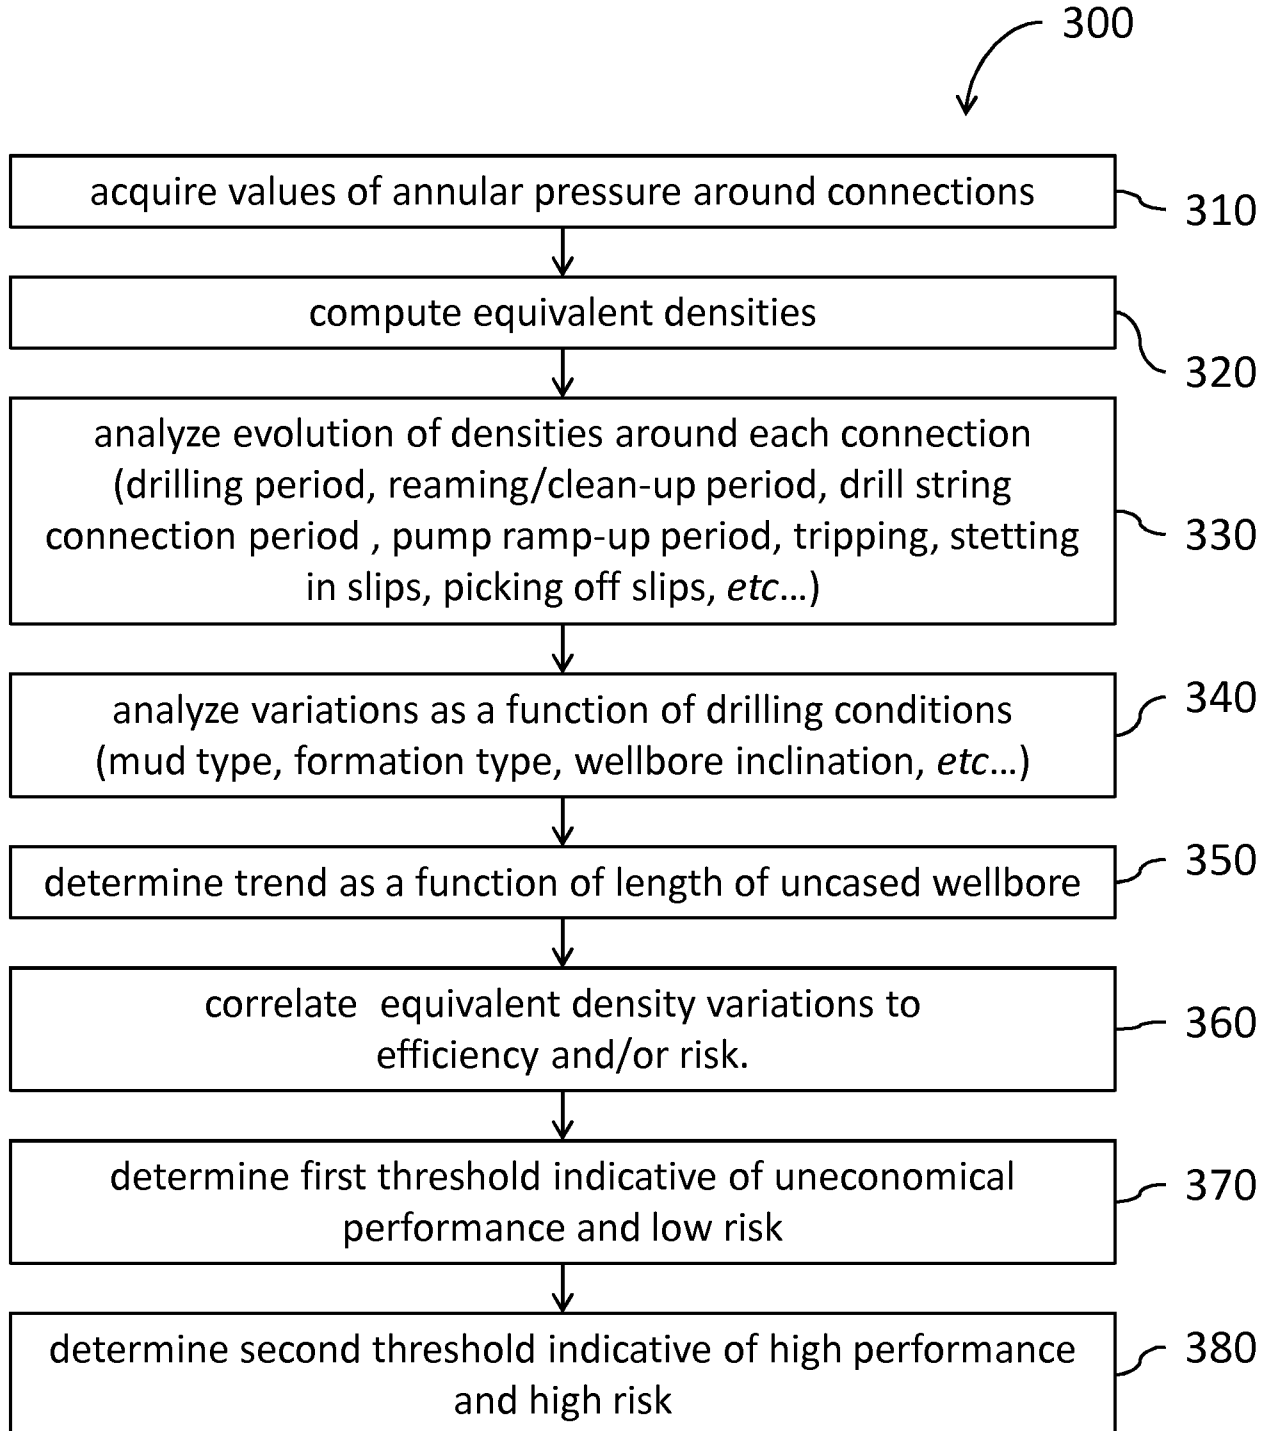 300
acquire values of annular pressure around connections
310
compute equivalent densities
320
analyze evolution of densities around each connection
(drilling period, reaming/clean-up period, drill string
connection period , pump ramp-up period, tripping, stetting
in slips, picking off slips, etc...)
330
analyze variations as a function of drilling conditions
(mud type, formation type, wellbore inclination, etc...)
340
determine trend as a function of length of uncased wellbore
350
correlate  equivalent density variations to
efficiency and/or risk.
360
determine first threshold indicative of uneconomical
performance and low risk
370
determine second threshold indicative of high performance
and high risk
380